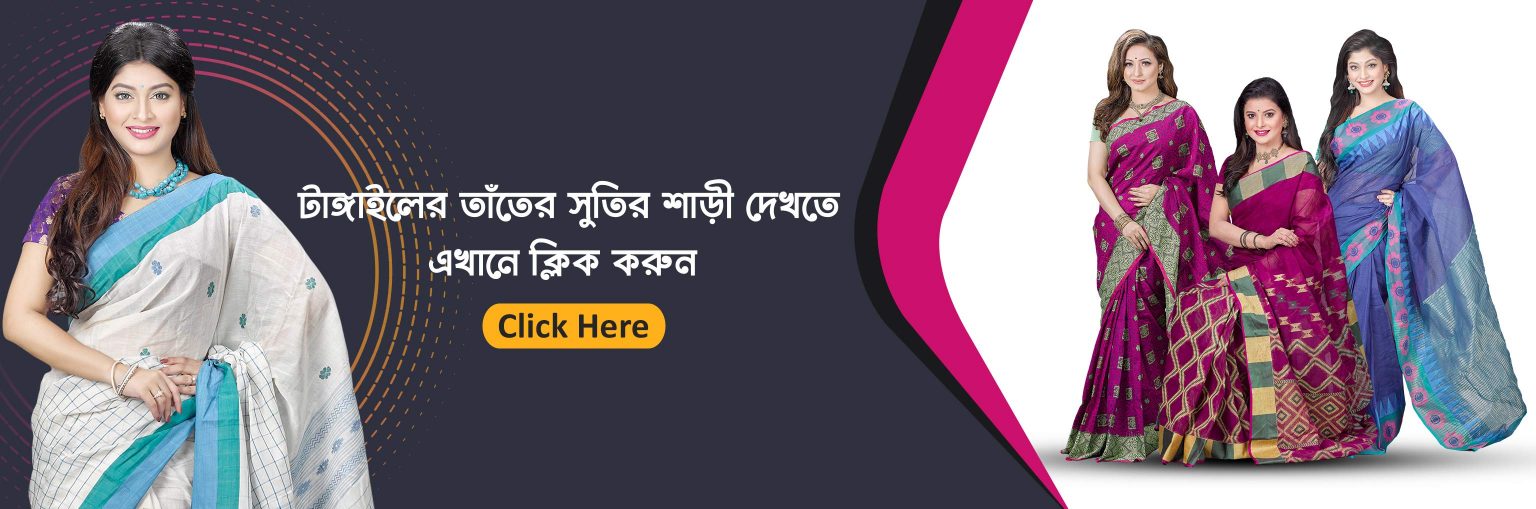 টাঙ্গাইলের তাঁতের সুতির শাড়ী দেখতে
এখানে ক্লিক করুন
Click Here